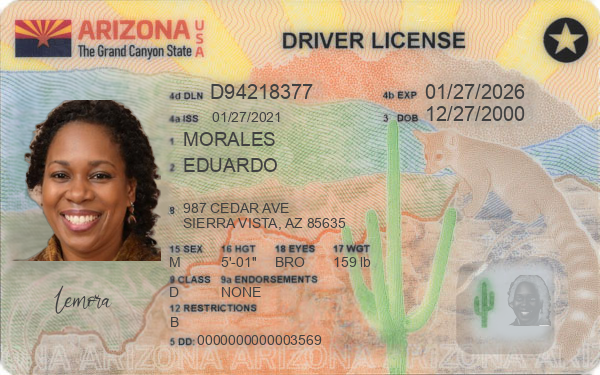 ARIZONA USA
The Grand Canyon State
DRIVER LICENSE
4d DLN D94218377
4b EXP 01/27/2026
4a ISS 01/27/2021
3 DOB 12/27/2000
1 MORALES
2 EDUARDO
8 987 CEDAR AVE
SIERRA VISTA, AZ 85635
15 SEX 16 HGT 18 EYES 17 WGT
M 5'-01" BRO 159 lb
9 CLASS 9a ENDORSEMENTS
D NONE
12 RESTRICTIONS
B
5 DD: 0000000000003569
Lemora
ARIZONA ARIZONA ARIZONA ARIZONA